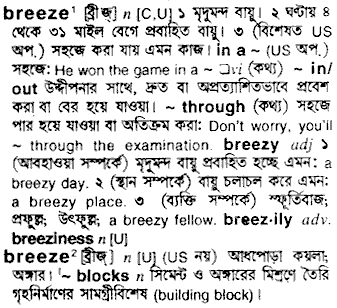 breeze¹ [ব্রীজ়্] n [C,U] ১ মৃদুমন্দ বায়ু। ২ ঘণ্টায় ৪
থেকে ৩১ মাইল বেগে প্রবাহিত বায়ু। ৩ (বিশেষত US
অপ.) সহজে করা যায় এমন কাজ। in a ~ (US অপ.)
সহজে: He won the game in a ~ □vi (কথ্য) ~ in/
out উদ্দীপনার সাথে, দ্রুত বা অপ্রত্যাশিতভাবে প্রবেশ
করা বা বের হয়ে যাওয়া। ~ through (কথ্য) সহজে
পার হয়ে যাওয়া বা অতিক্রম করা: Don't worry, you'll
~ through the examination. breezy adj ১
(আবহাওয়া সম্পর্কে) মৃদুমন্দ বায়ু প্রবাহিত হচ্ছে এমন: a
breezy day. ২ (স্থান সম্পর্কে) বায়ু চলাচল করে এমন:
a breezy place. ৩ (ব্যক্তি সম্পর্কে) স্ফূর্তিবাজ;
প্রফুল্ল; উৎফুল্ল; a breezy fellow. breez·ily adv.
breeziness n [U]
breeze² [ব্রীজ়্] n [U] (US নয়) আধপোড়া কয়লা;
অঙ্গার। ~ blocks n সিমেন্ট ও অঙ্গারের মিশ্রণে তৈরি
গৃহনির্মাণের সামগ্রীবিশেষ (building block)।